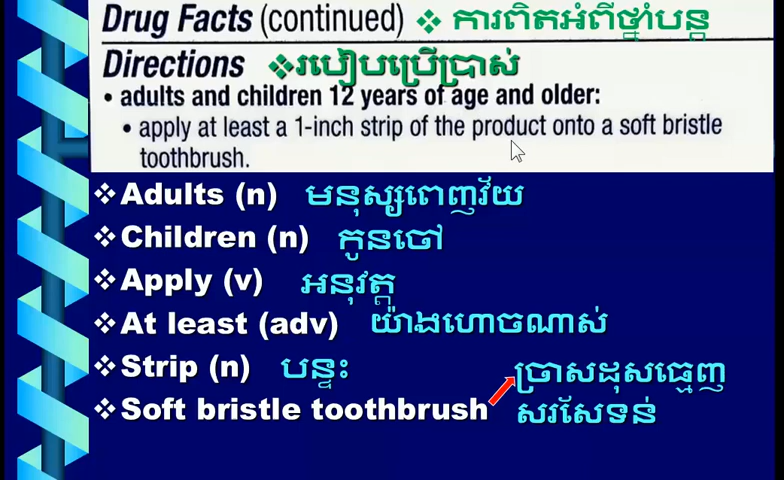 Drug Facts (continued) ❖ ការពិតអំពីថ្នាំបន្ត
Directions ❖របៀបប្រើប្រាស់
• adults and children 12 years of age and older:
• apply at least a 1-inch strip of the product onto a soft bristle
toothbrush.
❖Adults (n) មនុស្សពេញវ័យ
❖Children (n) កូនចៅ
❖Apply (v) អនុវត្ត
❖At least (adv) យ៉ាងហោចណាស់
❖Strip (n) បន្ទះ
❖Soft bristle toothbrush ច្រាសដុសធ្មេញ
សរសៃទន់